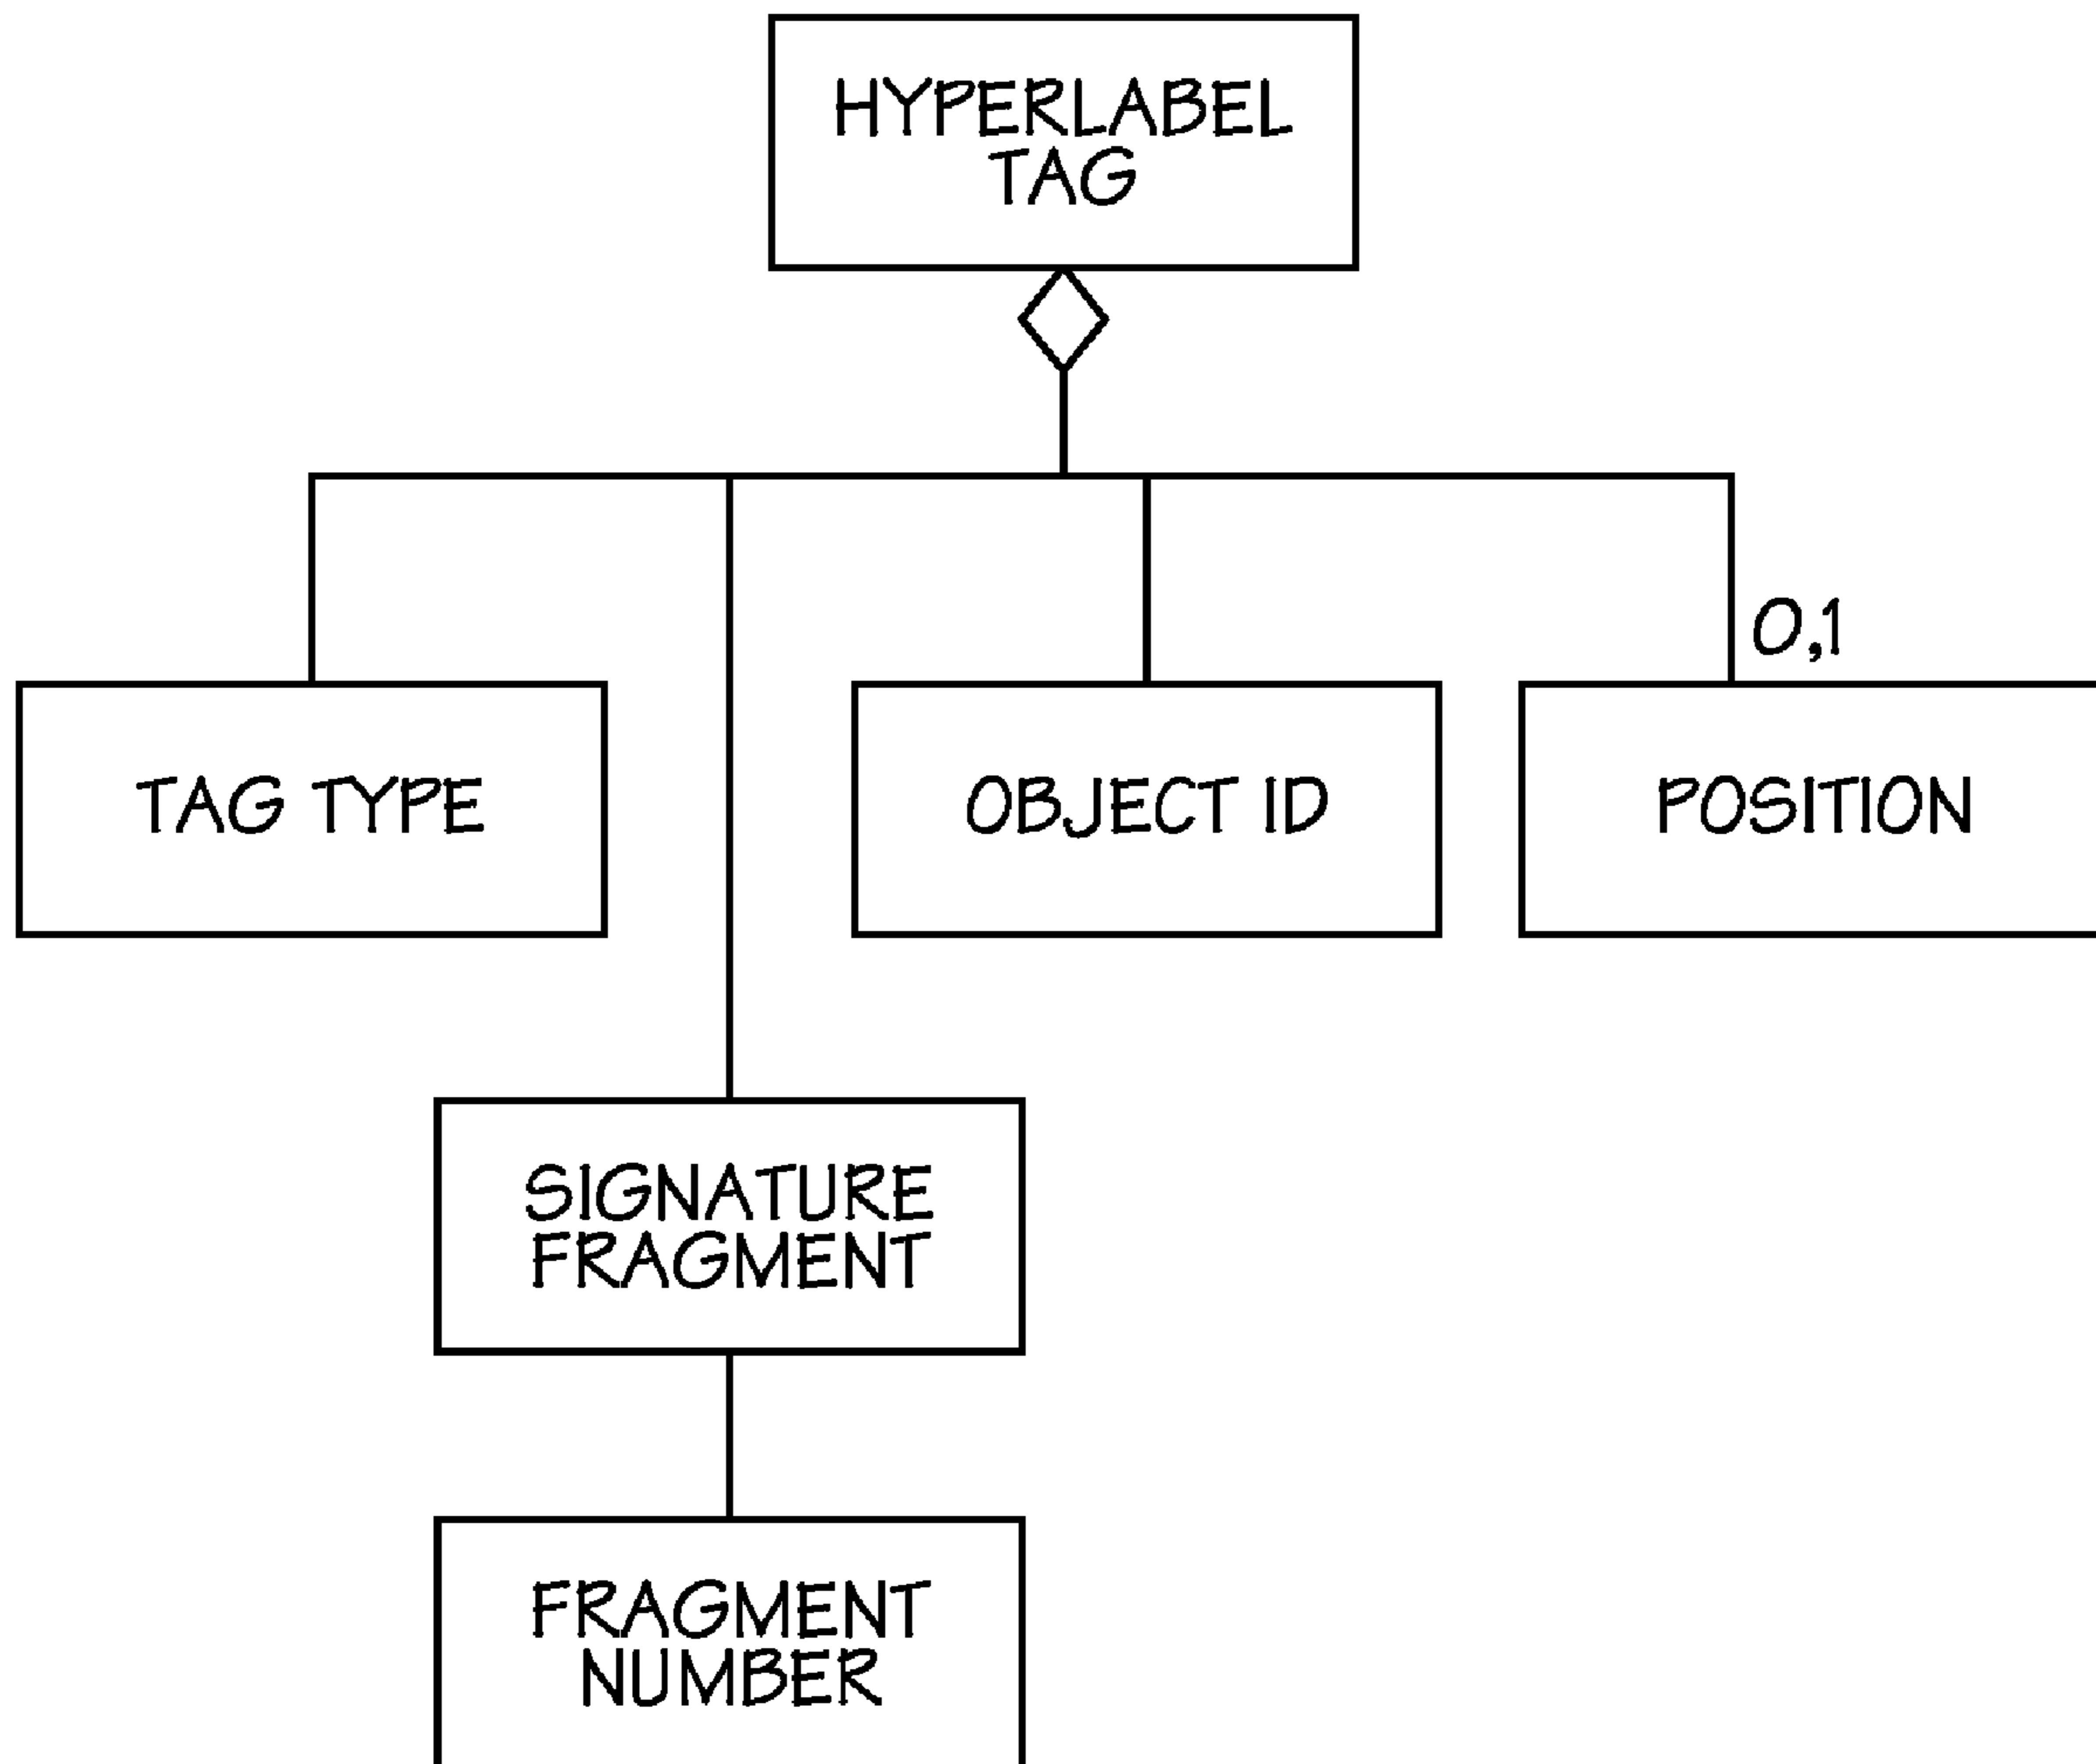 HYPERLABEL
TAG
0,1
TAG TYPE
OBJECT ID
POSITION
SIGNATURE
FRAGMENT
FRAGMENT
NUMBER